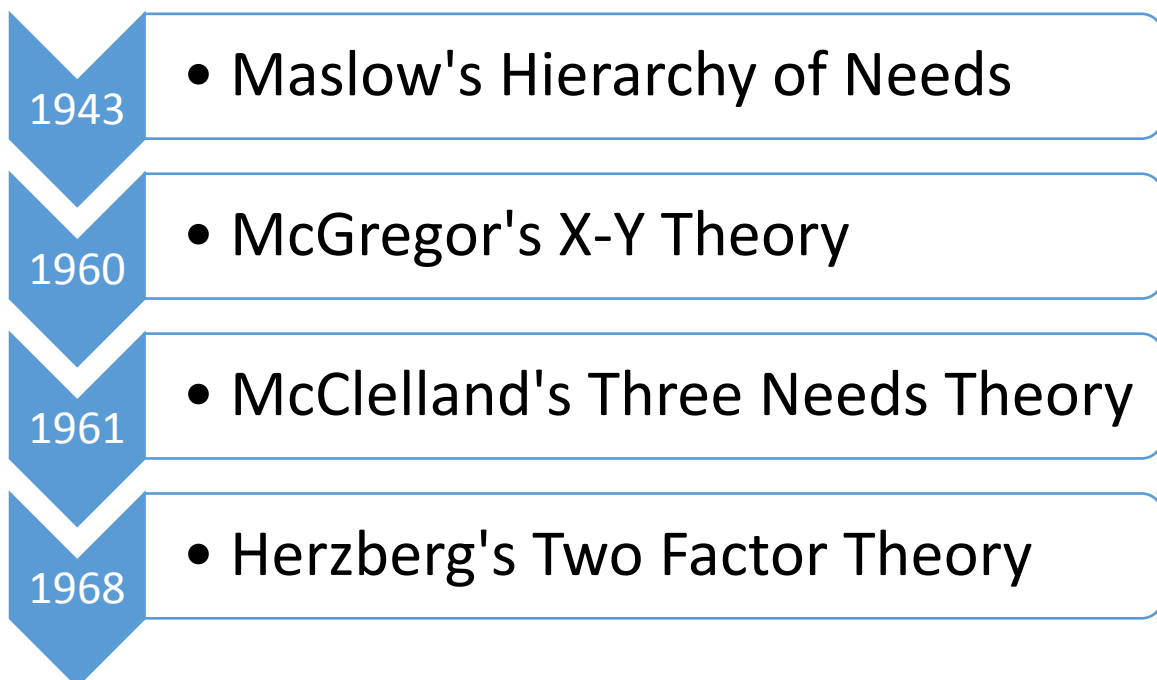 1943
• Maslow's Hierarchy of Needs
1960
• McGregor's X-Y Theory
1961
• McClelland's Three Needs Theory
1968
• Herzberg's Two Factor Theory